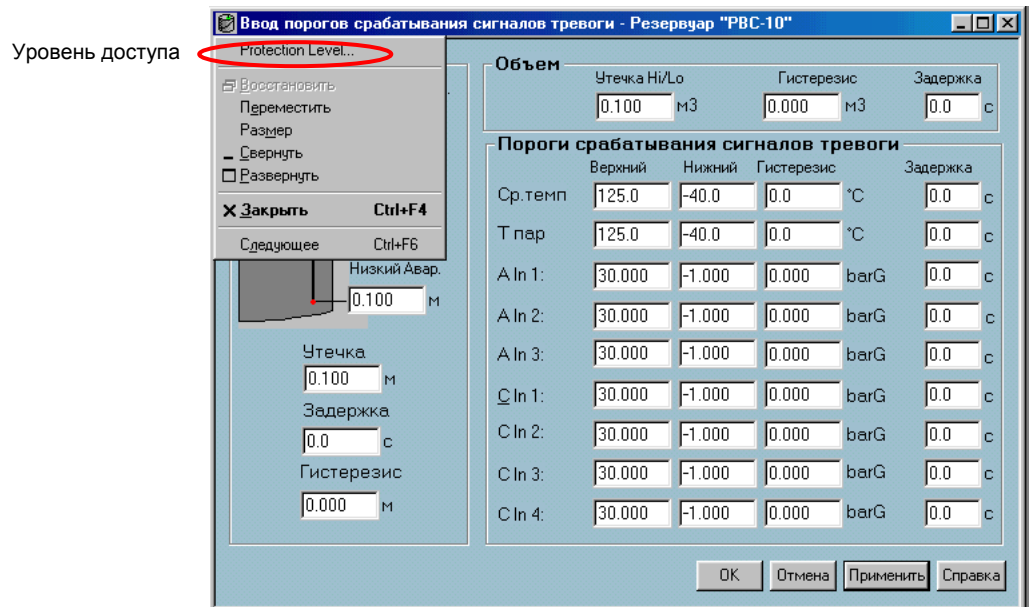 Уровень доступа
Ввод порогов срабатывания сигналов тревоги - Резервуар "РВС-10"
Protection Level...
Восстановить
Переместить
Размер
Свернуть
Развернуть
Закрыть Ctrl+F4
Следующее Ctrl+F6
Низкий Авар.
0.100 м
Утечка
0.100 м
Задержка
0.0 с
Гистерезис
0.000 м
Объем
Утечка Hi/Lo Гистерезис Задержка
0.100 м3 0.000 м3 0.0 с
Пороги срабатывания сигналов тревоги
Верхний Нижний Гистерезис Задержка
Ср.темп 125.0 -40.0 0.0 °C 0.0 с
Т пар 125.0 -40.0 0.0 °C 0.0 с
A In 1: 30.000 -1.000 0.000 barG 0.0 с
A In 2: 30.000 -1.000 0.000 barG 0.0 с
A In 3: 30.000 -1.000 0.000 barG 0.0 с
C In 1: 30.000 -1.000 0.000 barG 0.0 с
C In 2: 30.000 -1.000 0.000 barG 0.0 с
C In 3: 30.000 -1.000 0.000 barG 0.0 с
C In 4: 30.000 -1.000 0.000 barG 0.0 с
OK Отмена Применить Справка